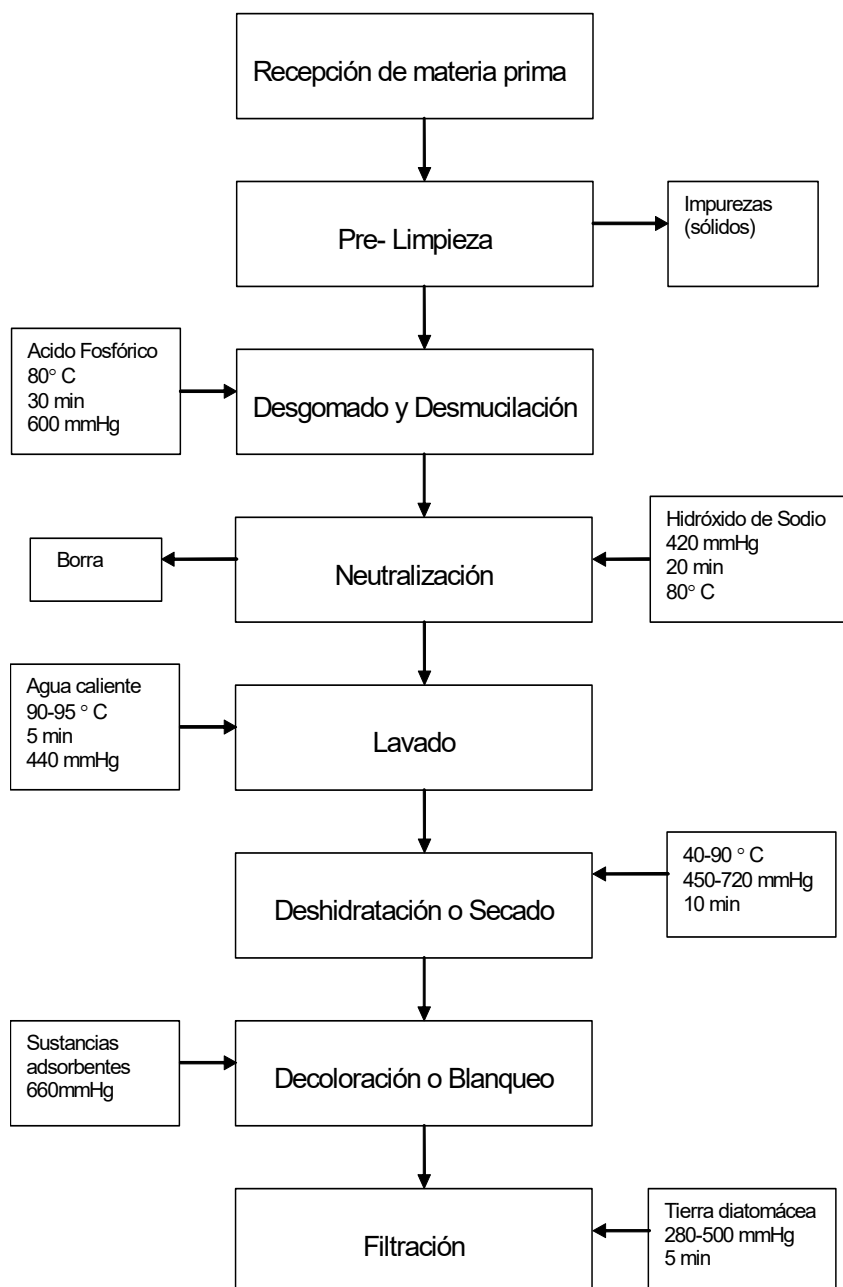 Recepción de materia prima
Pre- Limpieza
Impurezas
(sólidos)
Acido Fosfórico
80° C
30 min
600 mmHg
Desgomado y Desmucilación
Borra
Neutralización
Hidróxido de Sodio
420 mmHg
20 min
80° C
Agua caliente
90-95 ° C
5 min
440 mmHg
Lavado
Deshidratación o Secado
40-90 ° C
450-720 mmHg
10 min
Sustancias
adsorbentes
660mmHg
Decoloración o Blanqueo
Filtración
Tierra diatomácea
280-500 mmHg
5 min